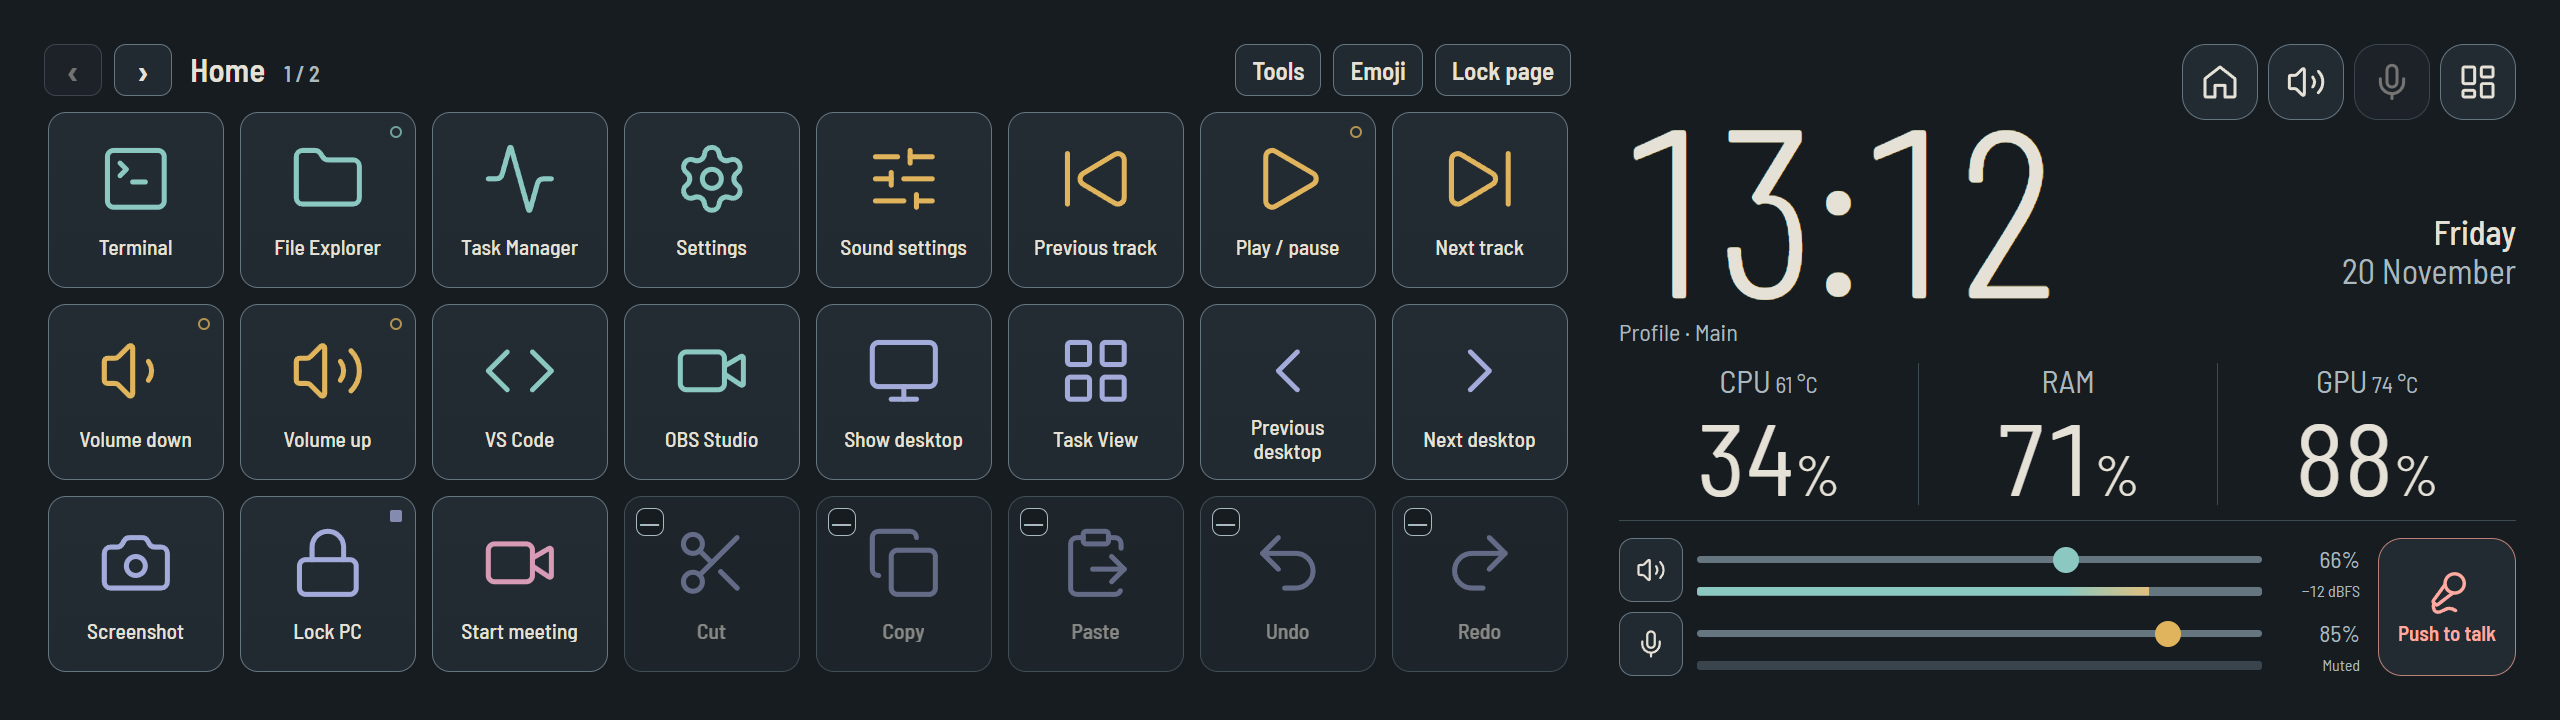 ‹ › Home 1 / 2 Tools Emoji Lock page
Terminal File Explorer Task Manager Settings Sound settings Previous track Play / pause Next track
Volume down Volume up VS Code OBS Studio Show desktop Task View Previous desktop Next desktop
Screenshot Lock PC Start meeting Cut Copy Paste Undo Redo
13:12
Friday
20 November
Profile · Main
CPU 61 °C RAM GPU 74 °C
34% 71% 88%
66%
−12 dBFS
85%
Muted
Push to talk